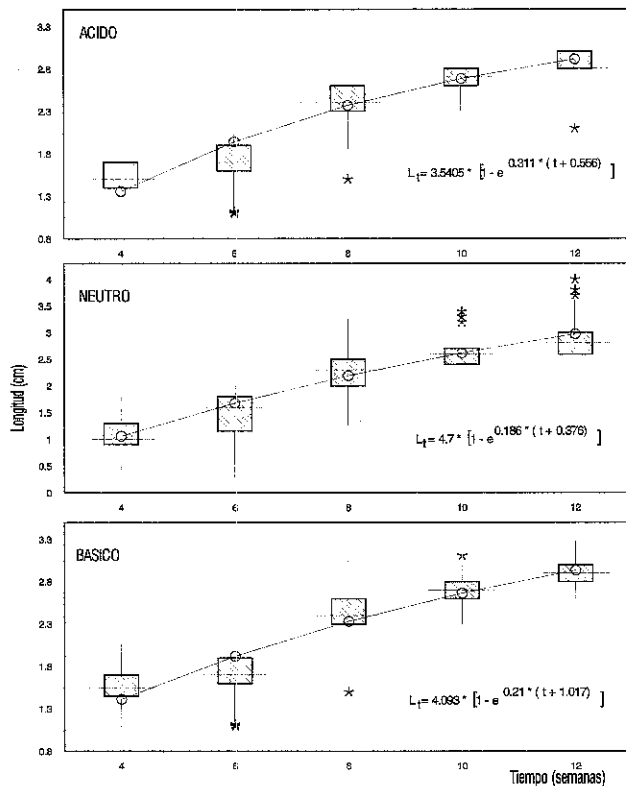 3.3
ACIDO
2.8
2.3
1.8
L_t = 3.5405 * [1 - e^0.311 * (t + 0.556)]
1.3
0.8
4 6 8 10 12
4
NEUTRO
3.5
3
2.5
2
1.5
1
L_t = 4.7 * [1 - e^0.186 * (t + 0.376)]
0.5
0
Longitud (cm)
4 6 8 10 12
3.3
BASICO
2.8
2.3
1.8
L_t = 4.093 * [1 - e^0.21 * (t + 1.017)]
1.3
0.8
4 6 8 10 12
Tiempo (semanas)